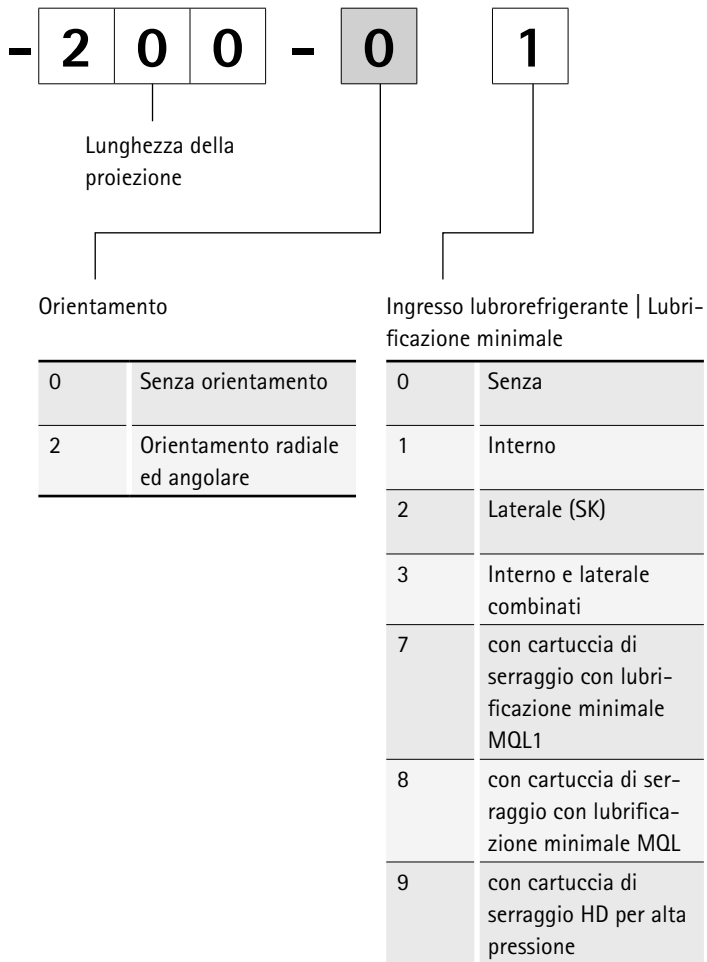 -200-0 1
Lunghezza della
proiezione
Orientamento
0 Senza orientamento
2 Orientamento radiale
ed angolare
Ingresso lubrorefrigerante | Lubri-
ficazione minimale
0 Senza
1 Interno
2 Laterale (SK)
3 Interno e laterale
combinati
7 con cartuccia di
serraggio con lubri-
ficazione minimale
MQL1
8 con cartuccia di ser-
raggio con lubrifica-
zione minimale MQL
9 con cartuccia di
serraggio HD per alta
pressione